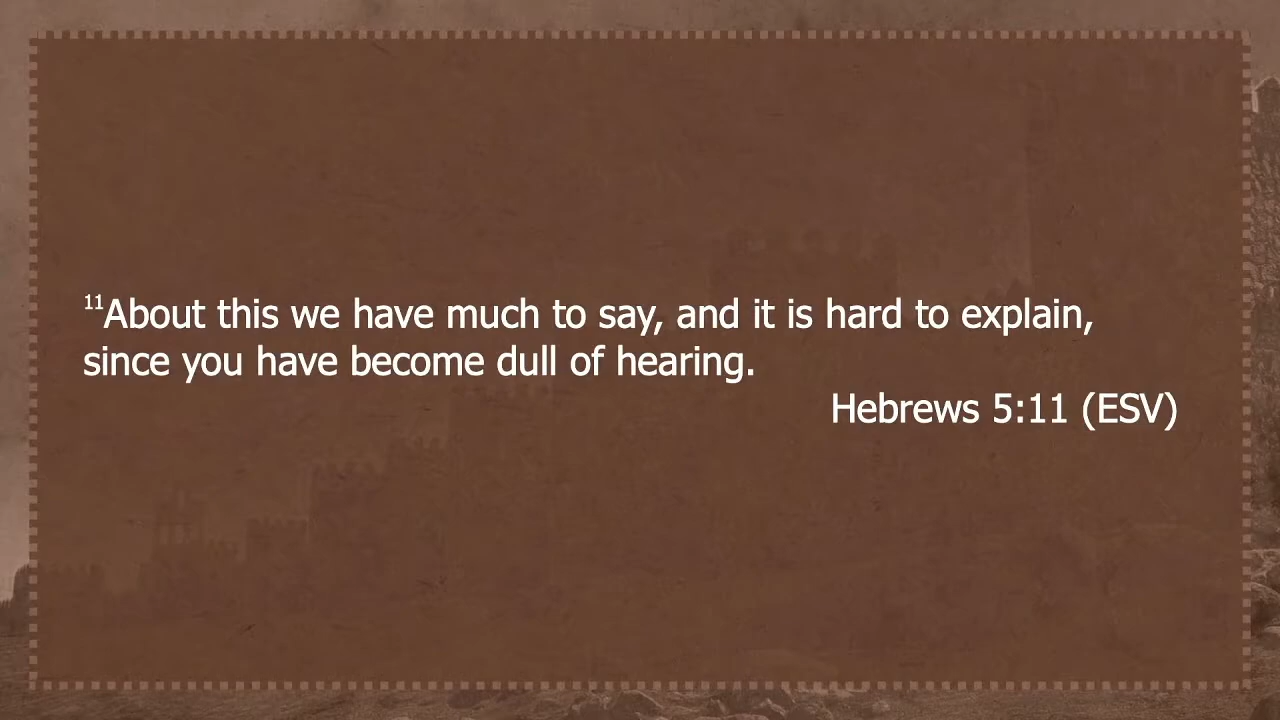 11About this we have much to say, and it is hard to explain,
since you have become dull of hearing.
Hebrews 5:11 (ESV)